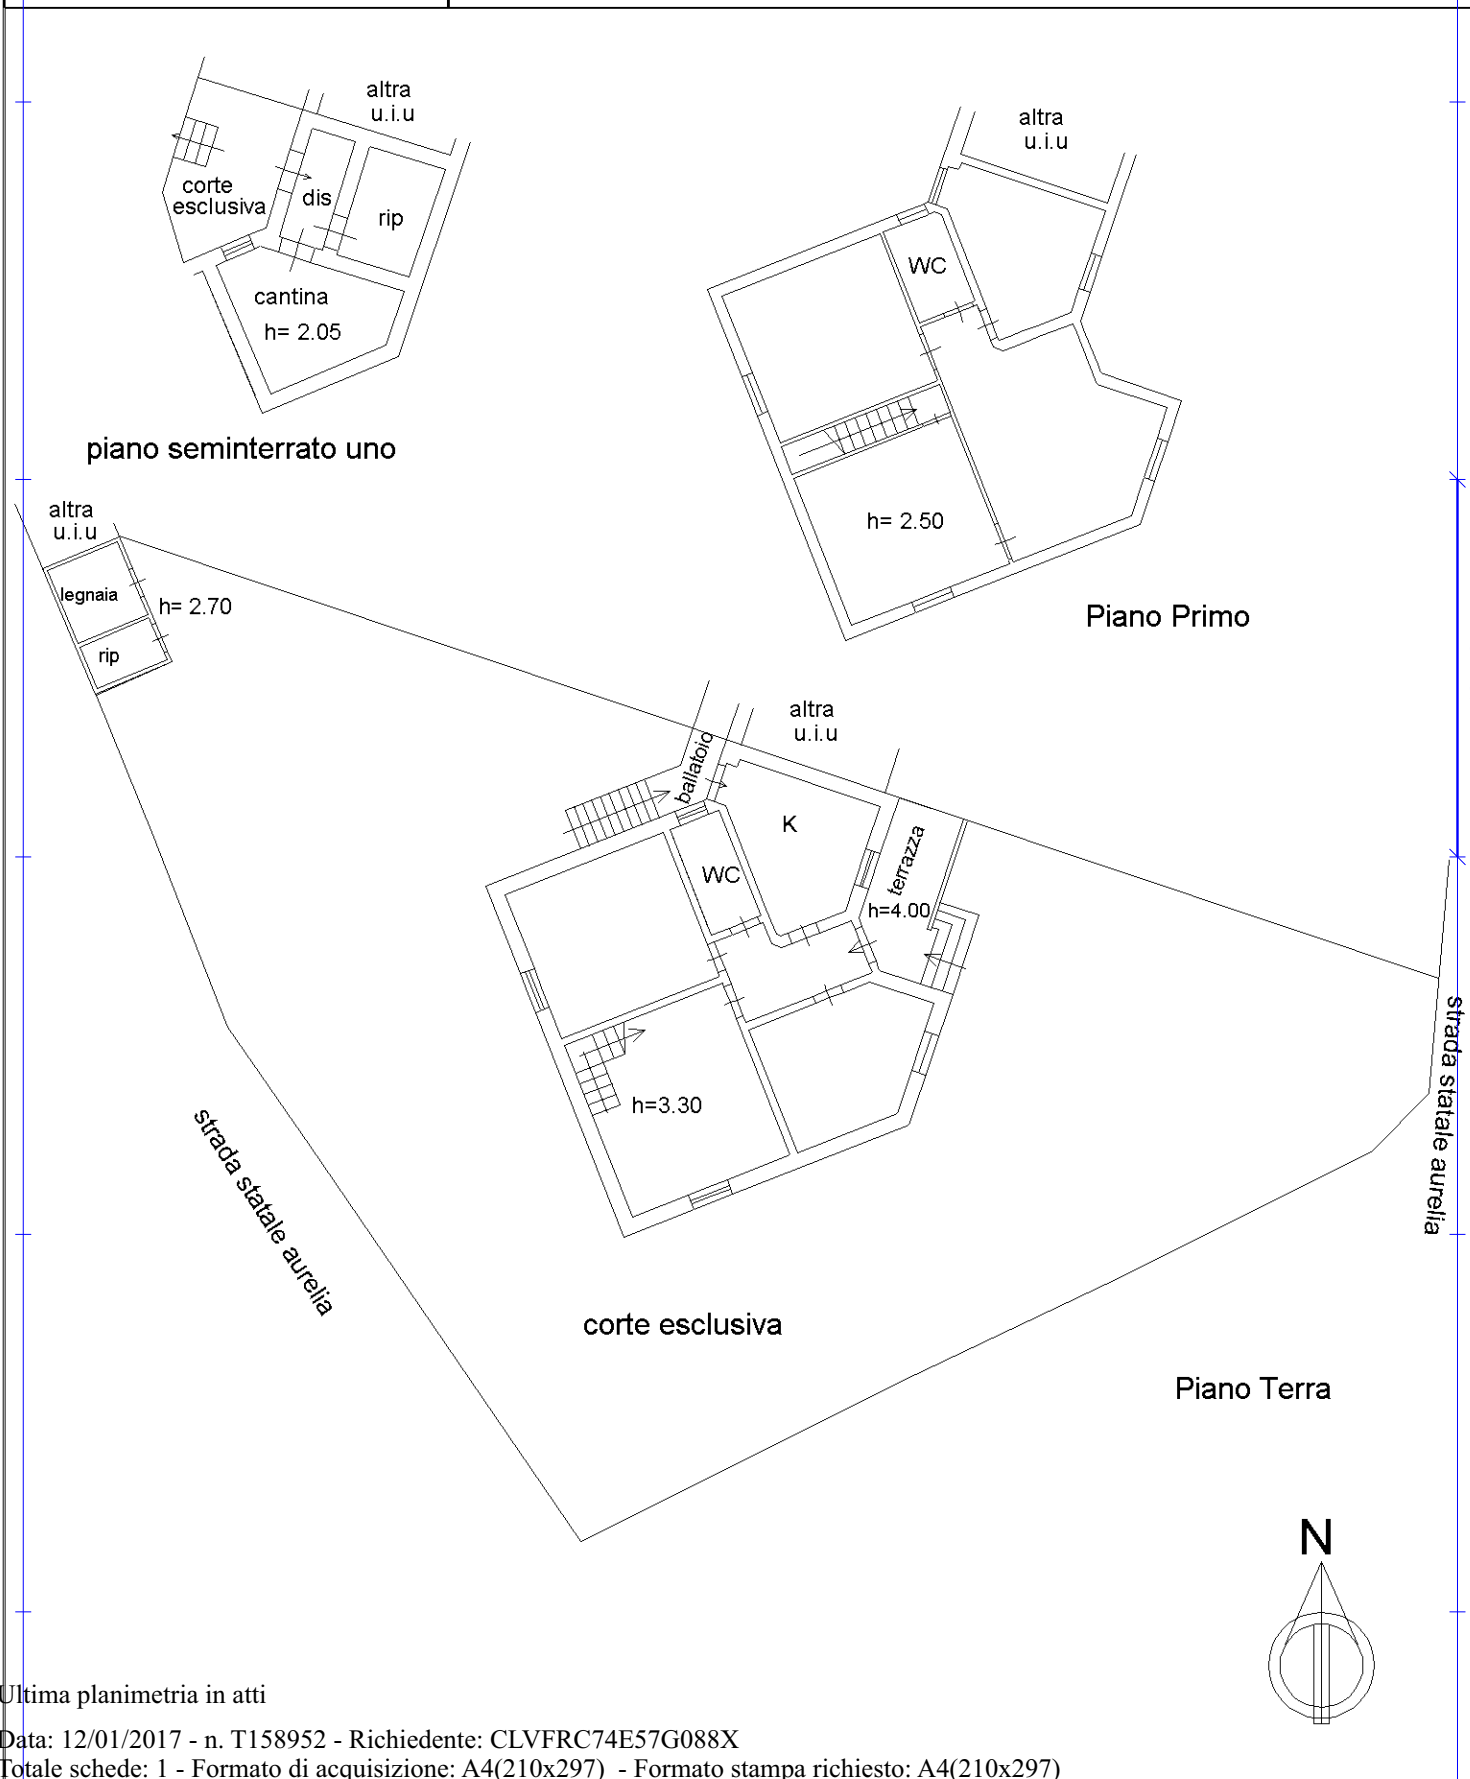 altra
u.i.u
corte
esclusiva
dis
rip
cantina
h= 2.05
piano seminterrato uno
altra
u.i.u
WC
h= 2.50
Piano Primo
altra
u.i.u
legnaia
h= 2.70
rip
altra
u.i.u
ballatoio
K
WC
terrazza
h=4.00
h=3.30
strada statale aurelia
strada statale aurelia
corte esclusiva
Piano Terra
N
Ultima planimetria in atti
Data: 12/01/2017 - n. T158952 - Richiedente: CLVFRC74E57G088X
Totale schede: 1 - Formato di acquisizione: A4(210x297) - Formato stampa richiesto: A4(210x297)